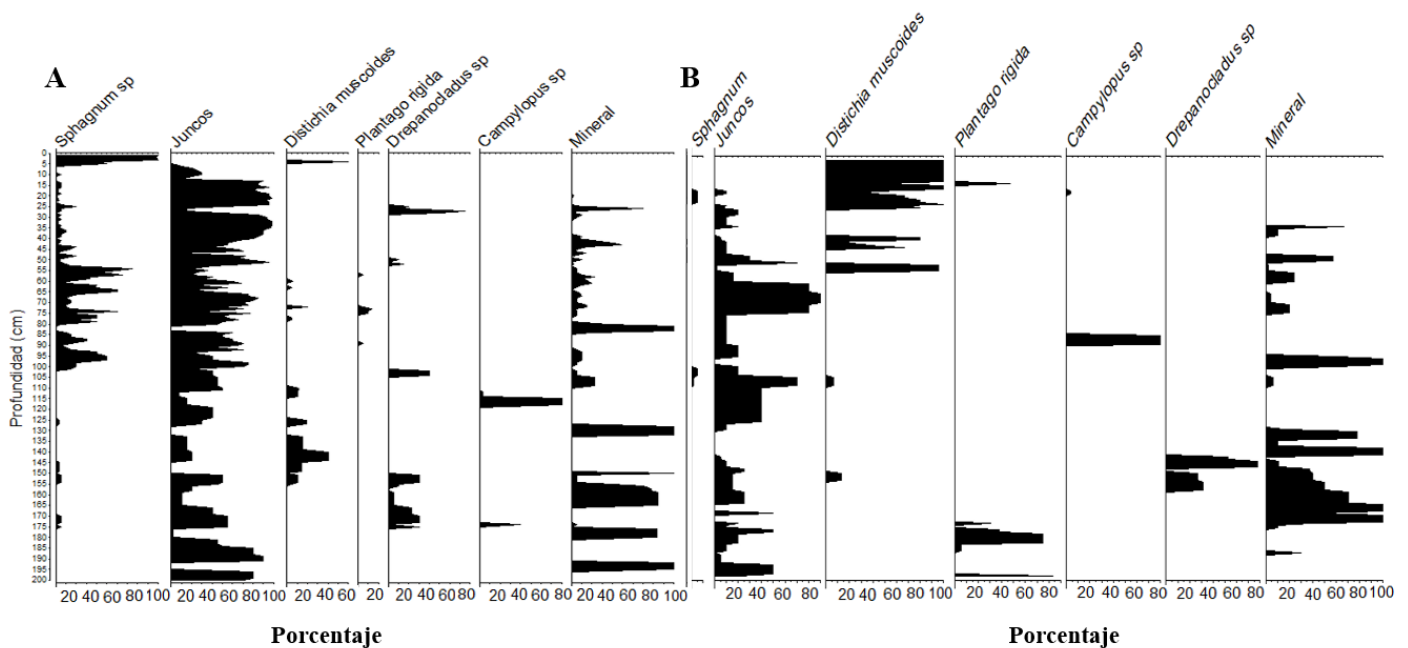 A
Sphagnum sp
Juncos
Distichia muscoides
Plantago rigida
Drepanocladus sp
Campylopus sp
Mineral
B
Sphagnum
Juncos
Distichia muscoides
Plantago rigida
Campylopus sp
Drepanocladus sp
Mineral
Profundidad (cm)
0
5
10
15
20
25
30
35
40
45
50
55
60
65
70
75
80
85
90
95
100
105
110
115
120
125
130
135
140
145
150
155
160
165
170
175
180
185
190
195
200
20 40 60 80 100 20 40 60 80 100 20 40 60 20 20 40 60 80 20 40 60 80 20 40 60 80 100
20 40 60 80 20 40 60 80 100 20 40 60 80 20 40 60 80 20 40 60 80 20 40 60 80 100
Porcentaje
Porcentaje